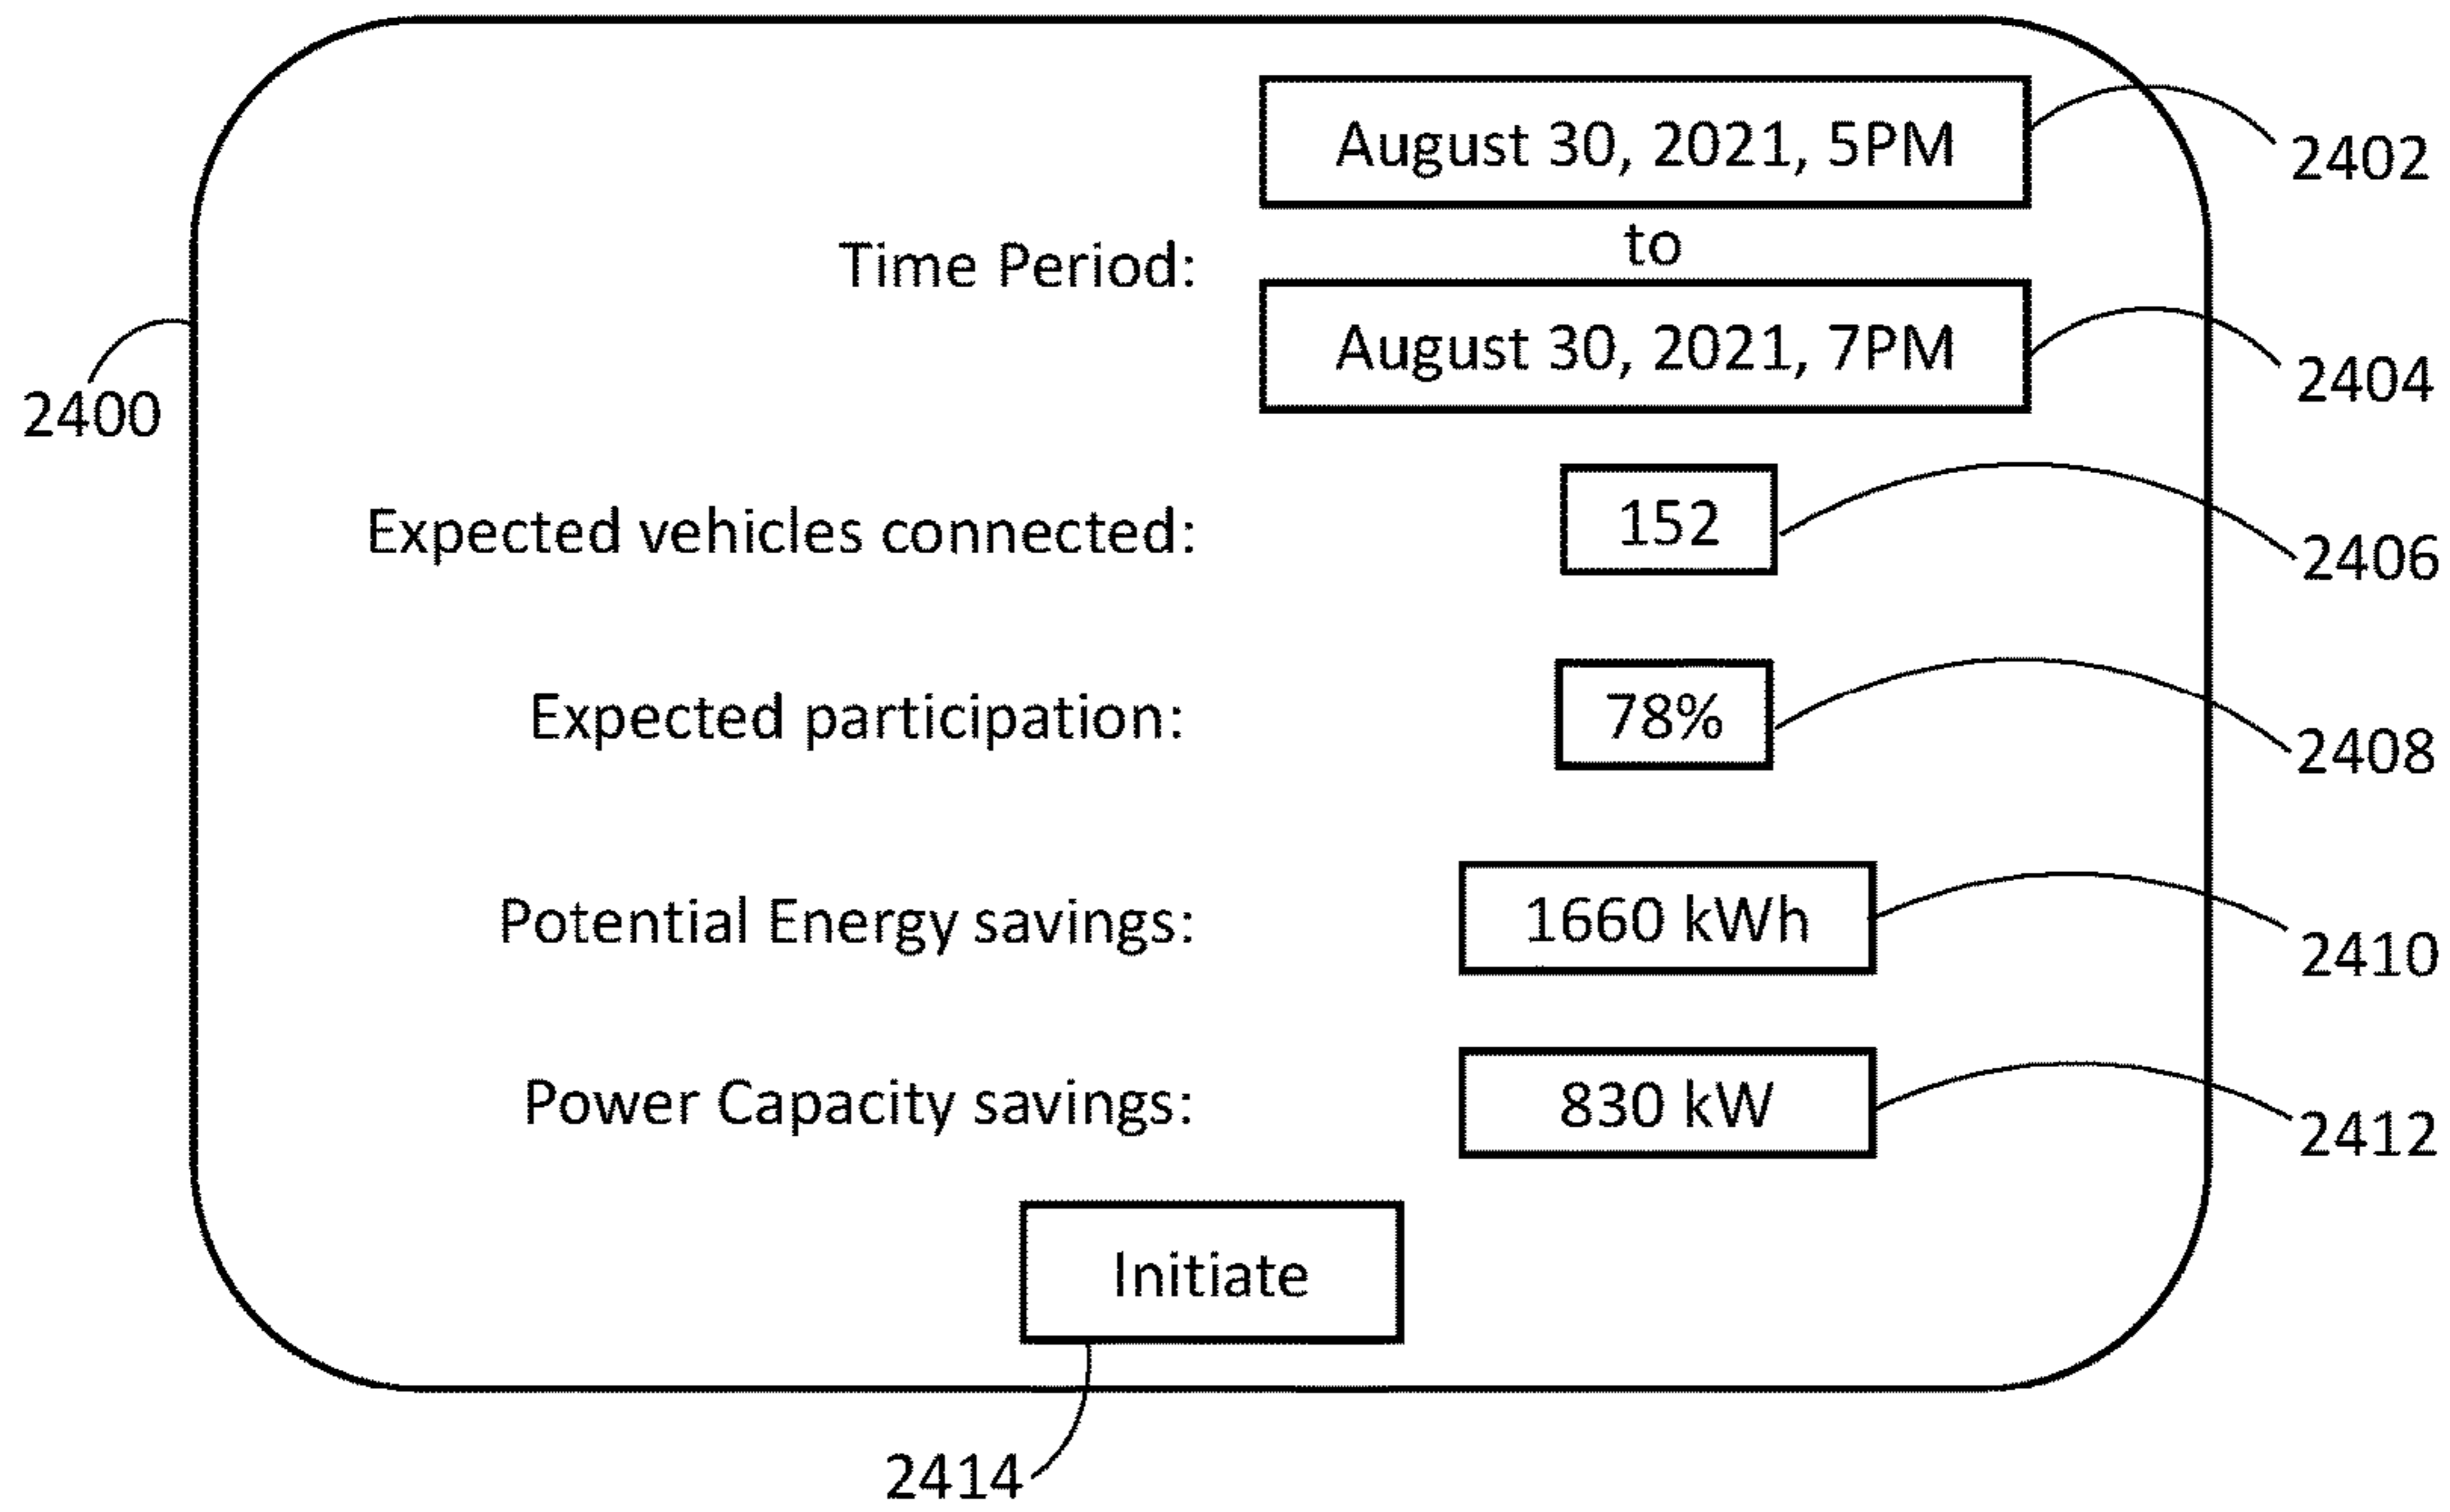 August 30, 2021, 5PM
2402
to
Time Period:
August 30, 2021, 7PM
2404
2400
Expected vehicles connected: 152
2406
Expected participation: 78%
2408
Potential Energy savings: 1660 kWh
2410
Power Capacity savings: 830 kW
2412
Initiate
2414